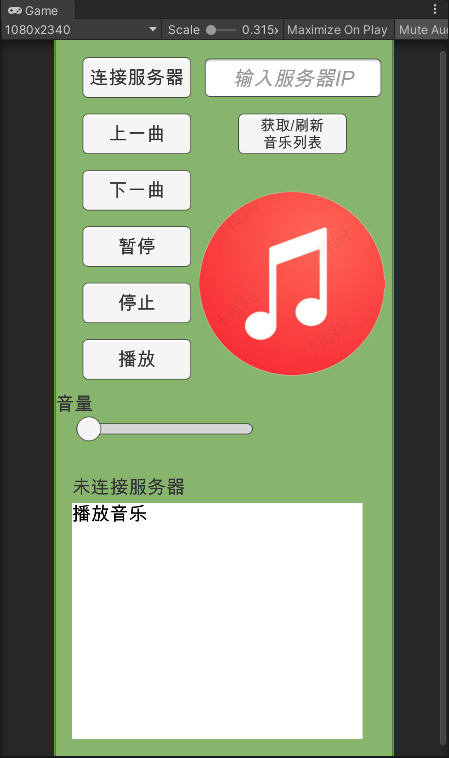 Game
1080x2340 Scale 0.315x Maximize On Play Mute Au
连接服务器 输入服务器IP
上一曲 获取/刷新
音乐列表
下一曲
暂停
停止
播放
音量
未连接服务器
播放音乐